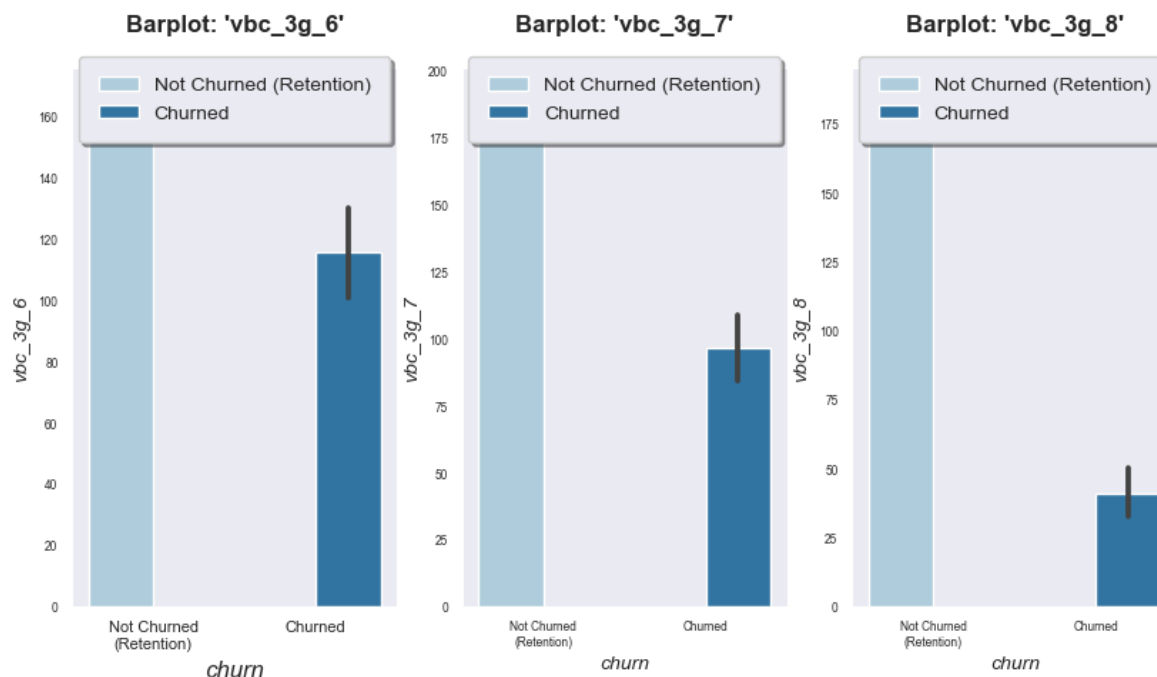 Barplot: 'vbc_3g_6'
Not Churned (Retention)
Churned
160
140
120
100
80
60
40
20
0
vbc_3g_6
Not Churned
(Retention)
Churned
churn
Barplot: 'vbc_3g_7'
Not Churned (Retention)
Churned
200
175
150
125
100
75
50
25
0
vbc_3g_7
Not Churned
(Retention)
Churned
churn
Barplot: 'vbc_3g_8'
Not Churned (Retention)
Churned
175
150
125
100
75
50
25
0
vbc_3g_8
Not Churned
(Retention)
Churned
churn